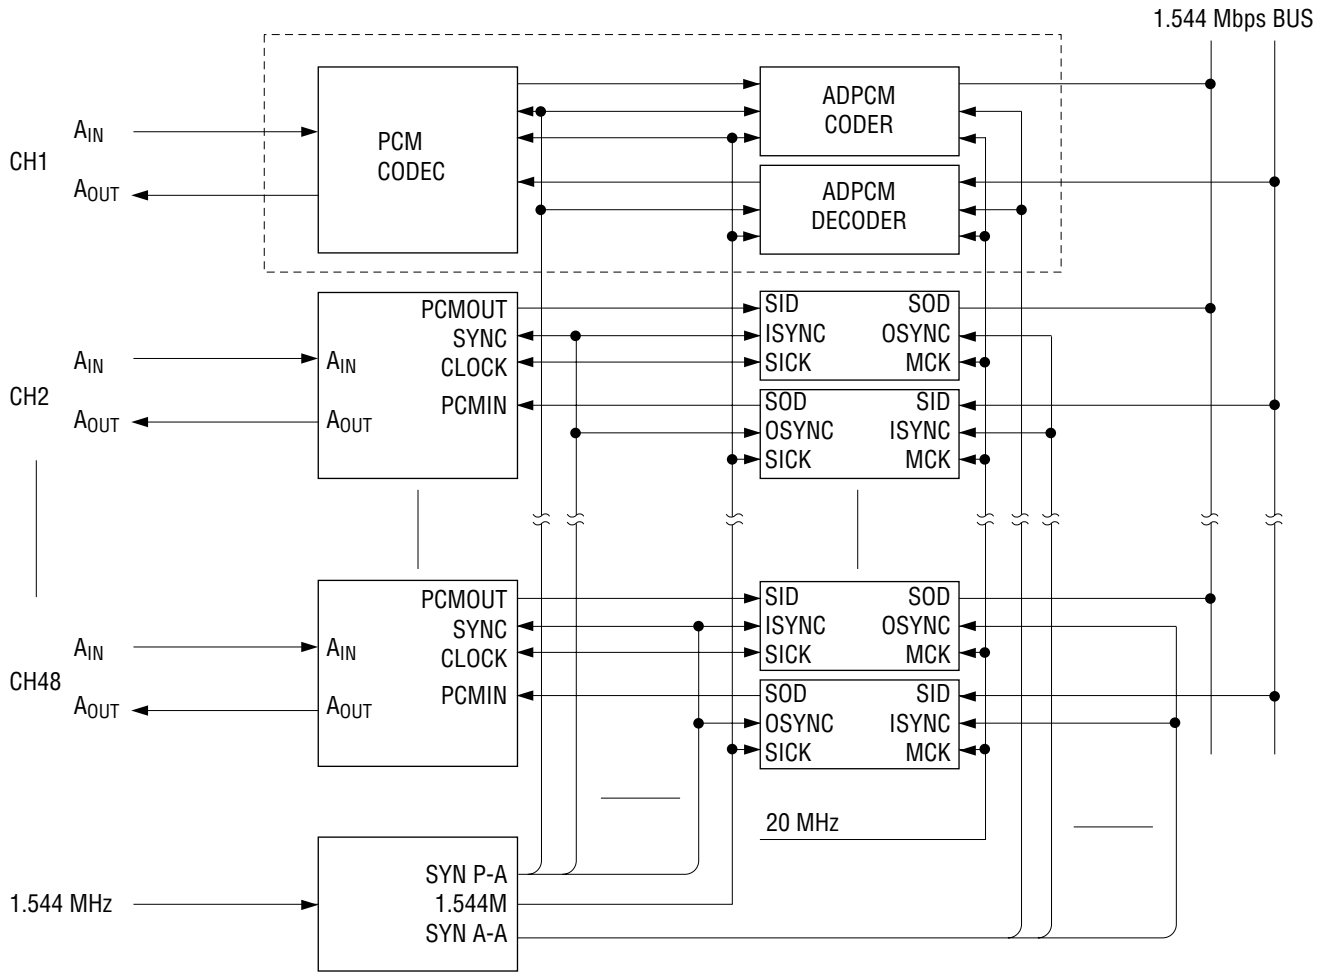 1.544 Mbps BUS
CH1
AIN
AOUT
PCM
CODEC
ADPCM
CODER
ADPCM
DECODER
CH2
AIN
AOUT
AIN
AOUT
PCMOUT
SYNC
CLOCK
PCMIN
SID SOD
ISYNC OSYNC
SICK MCK
SOD SID
OSYNC ISYNC
SICK MCK
CH48
AIN
AOUT
AIN
AOUT
PCMOUT
SYNC
CLOCK
PCMIN
SID SOD
ISYNC OSYNC
SICK MCK
SOD SID
OSYNC ISYNC
SICK MCK
20 MHz
1.544 MHz
SYN P-A
1.544M
SYN A-A